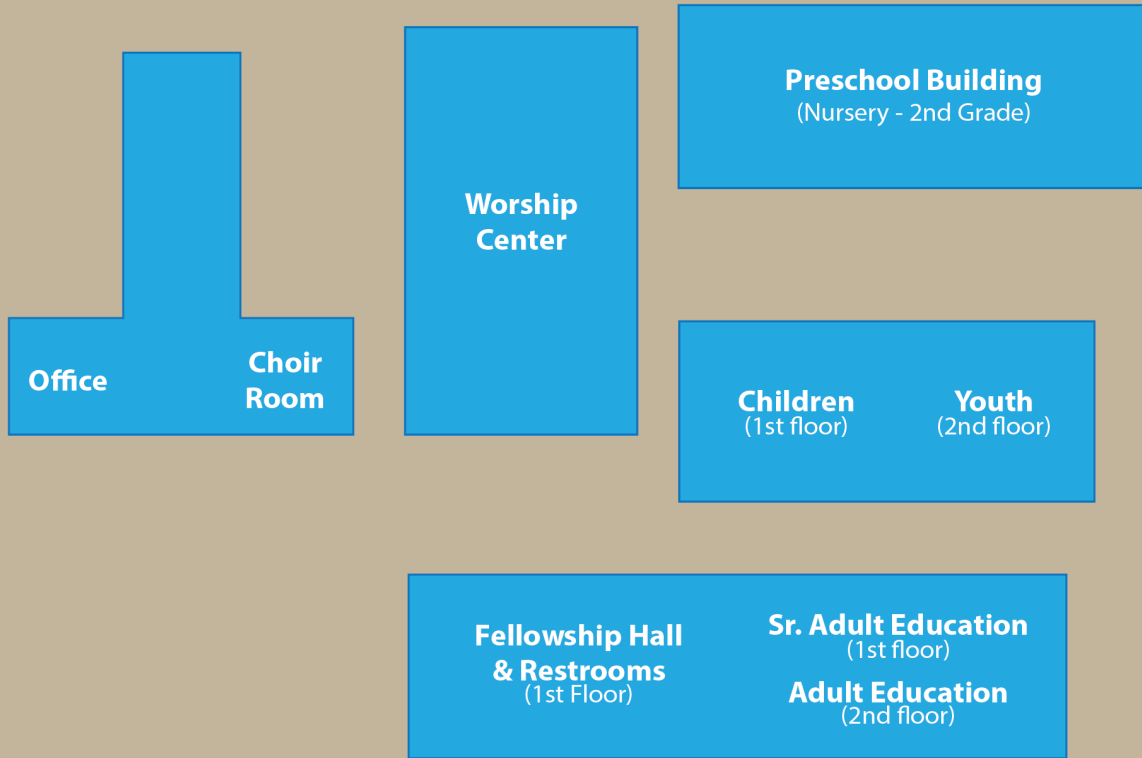 Preschool Building
(Nursery - 2nd Grade)
Worship
Center
Office
Choir
Room
Children
(1st floor)
Youth
(2nd floor)
Fellowship Hall
& Restrooms
(1st Floor)
Sr. Adult Education
(1st floor)
Adult Education
(2nd floor)